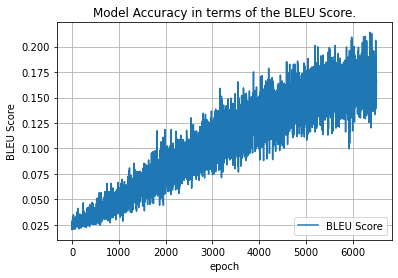 Model Accuracy in terms of the BLEU Score.
BLEU Score
0.200
0.175
0.150
0.125
0.100
0.075
0.050
0.025
0 1000 2000 3000 4000 5000 6000
epoch
BLEU Score